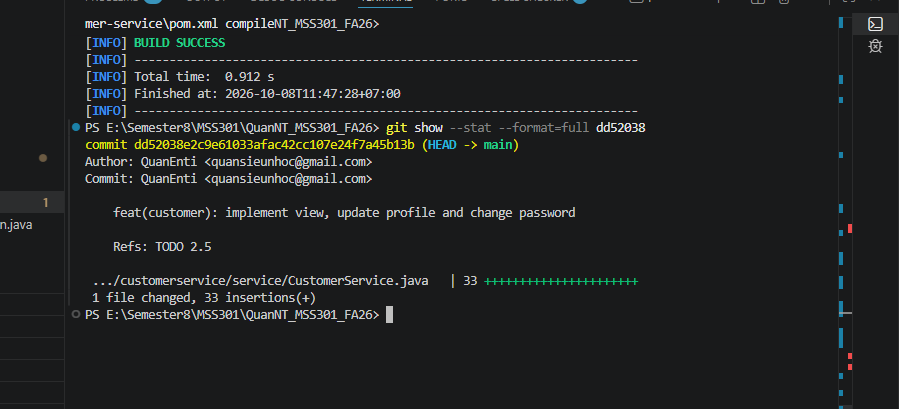 mer-service\pom.xml compileNT_MSS301_FA26>
[INFO] BUILD SUCCESS
[INFO] ------------------------------------------------------------------------
[INFO] Total time:  0.912 s
[INFO] Finished at: 2026-10-08T11:47:28+07:00
[INFO] ------------------------------------------------------------------------
PS E:\Semester8\MSS301\QuanNT_MSS301_FA26> git show --stat --format=full dd52038
commit dd52038e2c9e61033afac42cc107e24f7a45b13b (HEAD -> main)
Author: QuanEnti <quansieunhoc@gmail.com>
Commit: QuanEnti <quansieunhoc@gmail.com>
1
feat(customer): implement view, update profile and change password
n.java
Refs: TODO 2.5
.../customerservice/service/CustomerService.java   | 33 +++++++++++++++++++++
1 file changed, 33 insertions(+)
PS E:\Semester8\MSS301\QuanNT_MSS301_FA26>